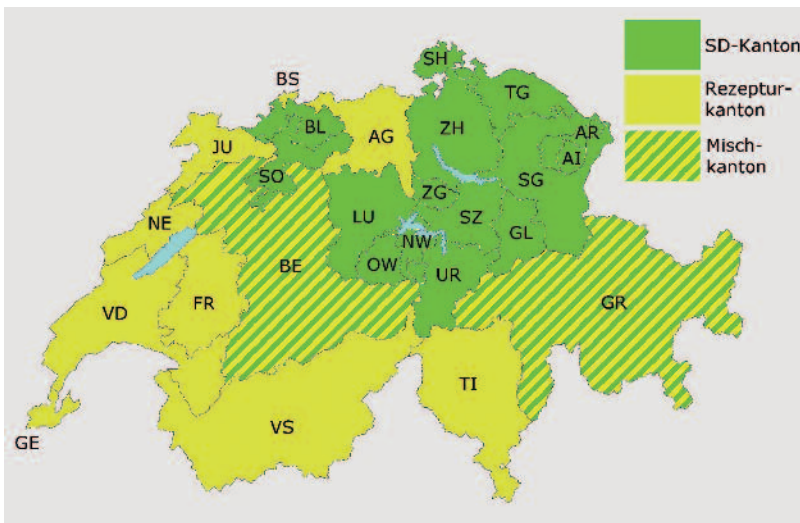 SH
SD-Kanton
BS
TG
Rezeptur-
kanton
BL
AG
ZH
AR
JU
AI
Misch-
kanton
SO
SG
ZG
LU
SZ
NE
NW
GL
OW
UR
BE
FR
GR
VD
TI
VS
GE